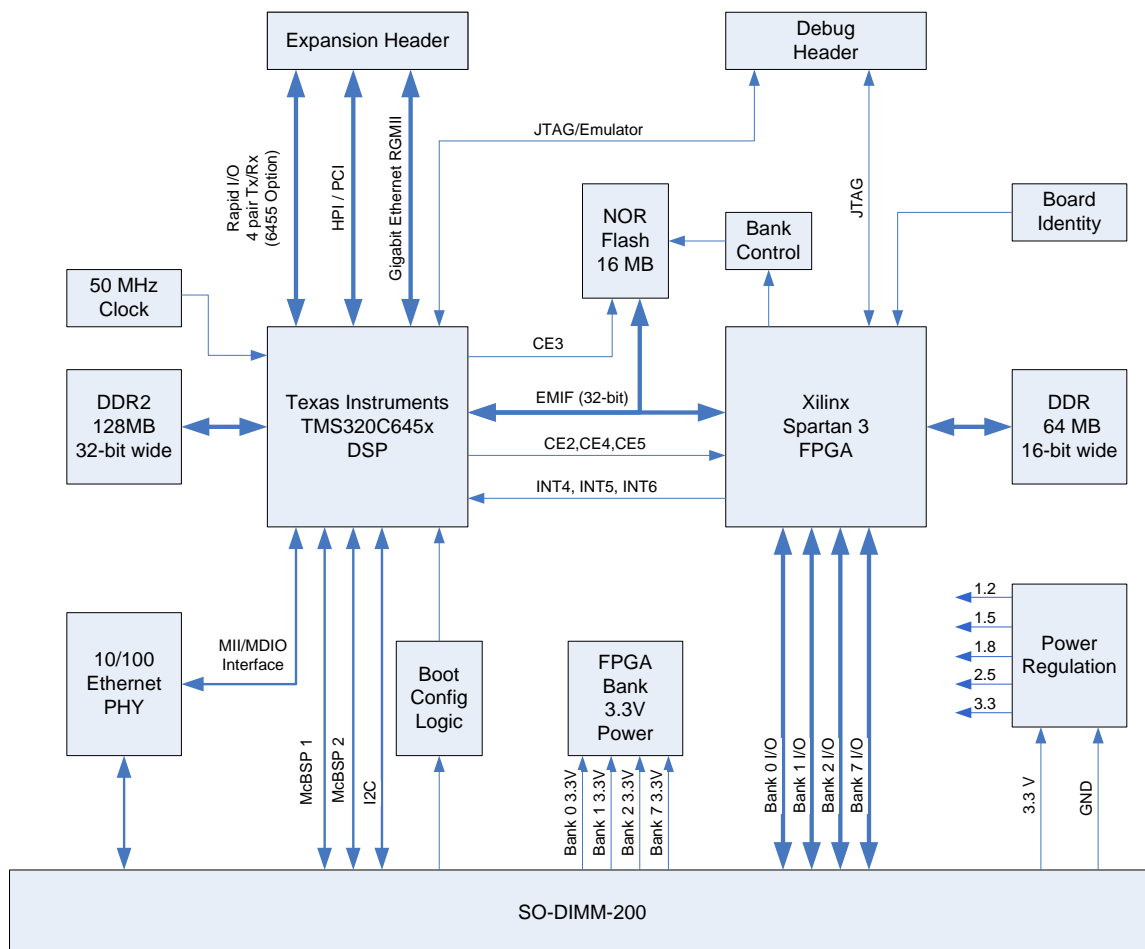 Expansion Header
Debug
Header
JTAG/Emulator
Rapid I/O
4 pair Tx/Rx
(6455 Option)
HPI / PCI
Gigabit Ethernet RGMII
JTAG
NOR
Flash
16 MB
Bank
Control
Board
Identity
50 MHz
Clock
CE3
DDR2
128MB
32-bit wide
Texas Instruments
TMS320C645x
DSP
EMIF (32-bit)
Xilinx
Spartan 3
FPGA
DDR
64 MB
16-bit wide
CE2,CE4,CE5
INT4, INT5, INT6
10/100
Ethernet
PHY
MII/MDIO
Interface
Boot
Config
Logic
FPGA
Bank
3.3V
Power
1.2
1.5
1.8
2.5
3.3
Power
Regulation
McBSP 1
McBSP 2
I2C
Bank 0 3.3V
Bank 1 3.3V
Bank 2 3.3V
Bank 7 3.3V
Bank 0 I/O
Bank 1 I/O
Bank 2 I/O
Bank 7 I/O
3.3 V
GND
SO-DIMM-200